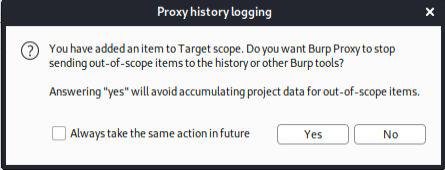 Proxy history logging
You have added an item to Target scope. Do you want Burp Proxy to stop
sending out-of-scope items to the history or other Burp tools?
Answering "yes" will avoid accumulating project data for out-of-scope items.
Always take the same action in future
Yes
No